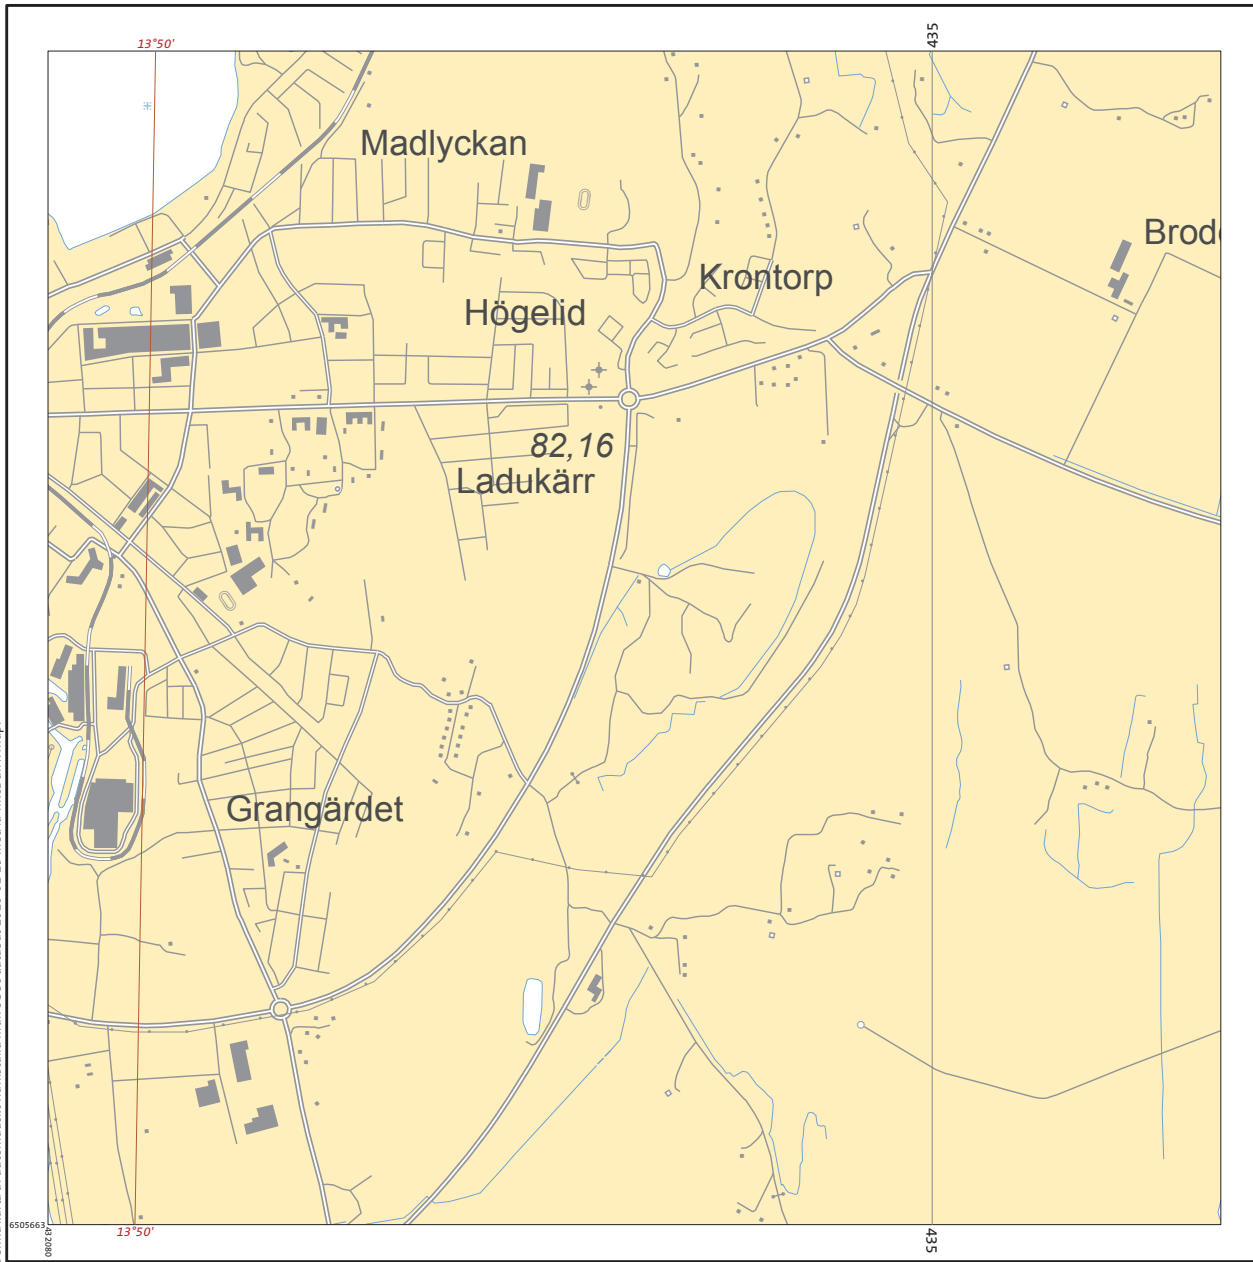 13°50'
435
Madlyckan
Brod
Krontorp
Högelid
82,16
Ladukärr
Grangärdet
6505663
432080
13°50'
435